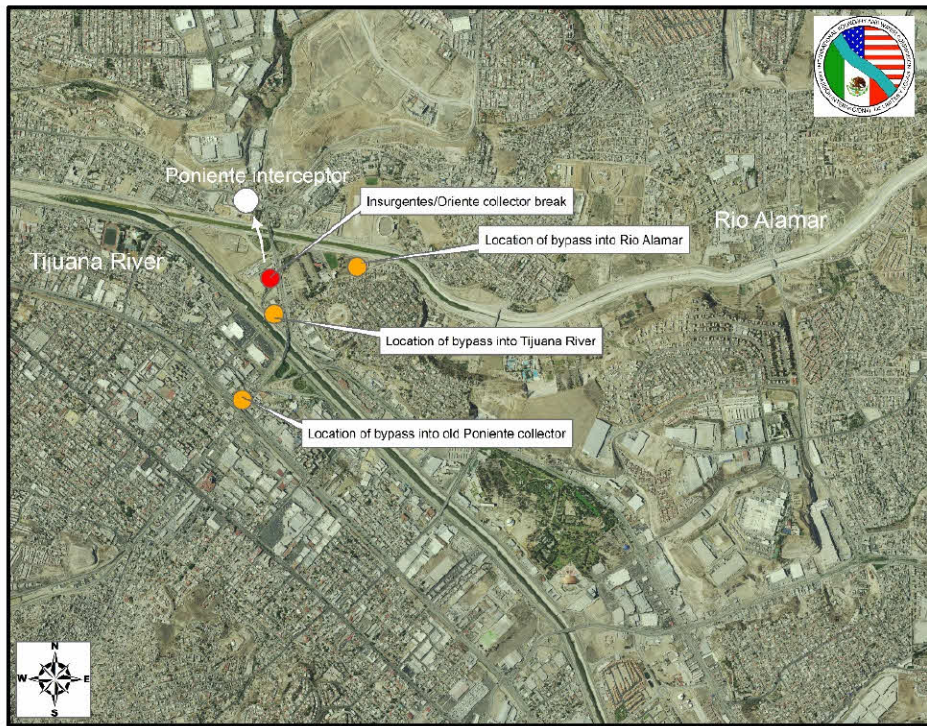 Poniente interceptor
Insurgentes/Oriente collector break
Rio Alamar
Location of bypass into Rio Alamar
Tijuana River
Location of bypass into Tijuana River
Location of bypass into old Poniente collector
N
W E
S